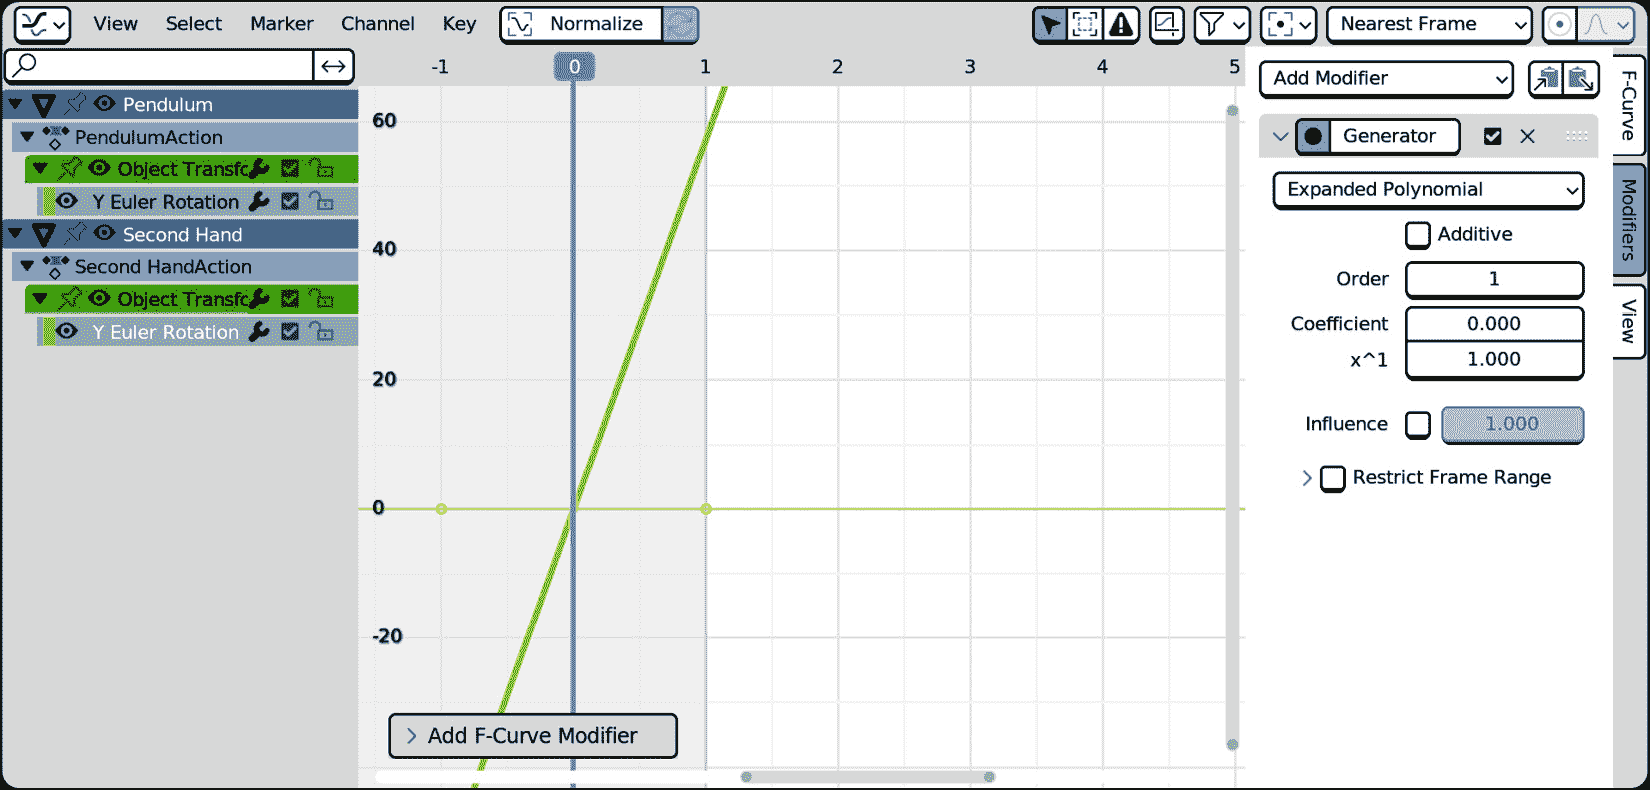 View Select Marker Channel Key Normalize Nearest Frame
-1 0 1 2 3 4 5
Pendulum
PendulumAction
Object Transfo
Y Euler Rotation
Second Hand
Second HandAction
Object Transfo
Y Euler Rotation
60
40
20
0
-20
Add F-Curve Modifier
Add Modifier
Generator
Expanded Polynomial
Additive
Order 1
Coefficient 0.000
x^1 1.000
Influence 1.000
Restrict Frame Range
F-Curve
Modifiers
View